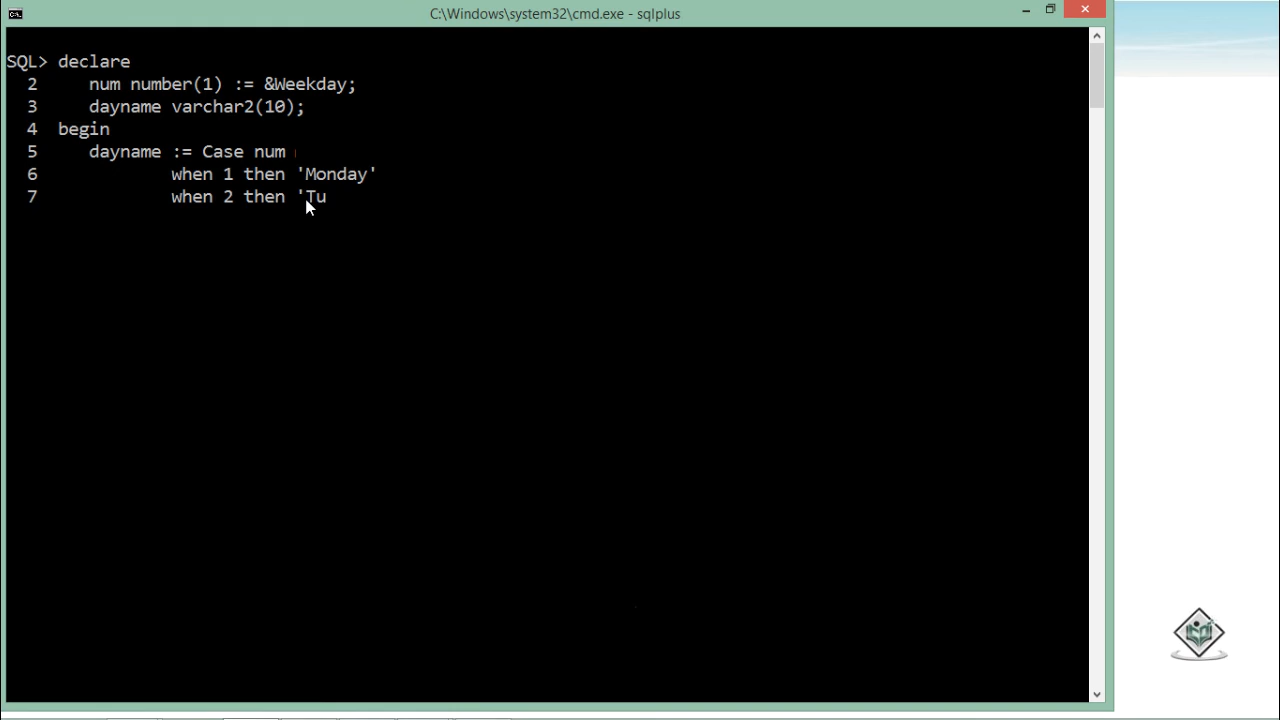 C:\Windows\system32\cmd.exe - sqlplus
SQL> declare
2 num number(1) := &Weekday;
3 dayname varchar2(10);
4 begin
5 dayname := Case num
6 when 1 then 'Monday'
7 when 2 then 'Tu